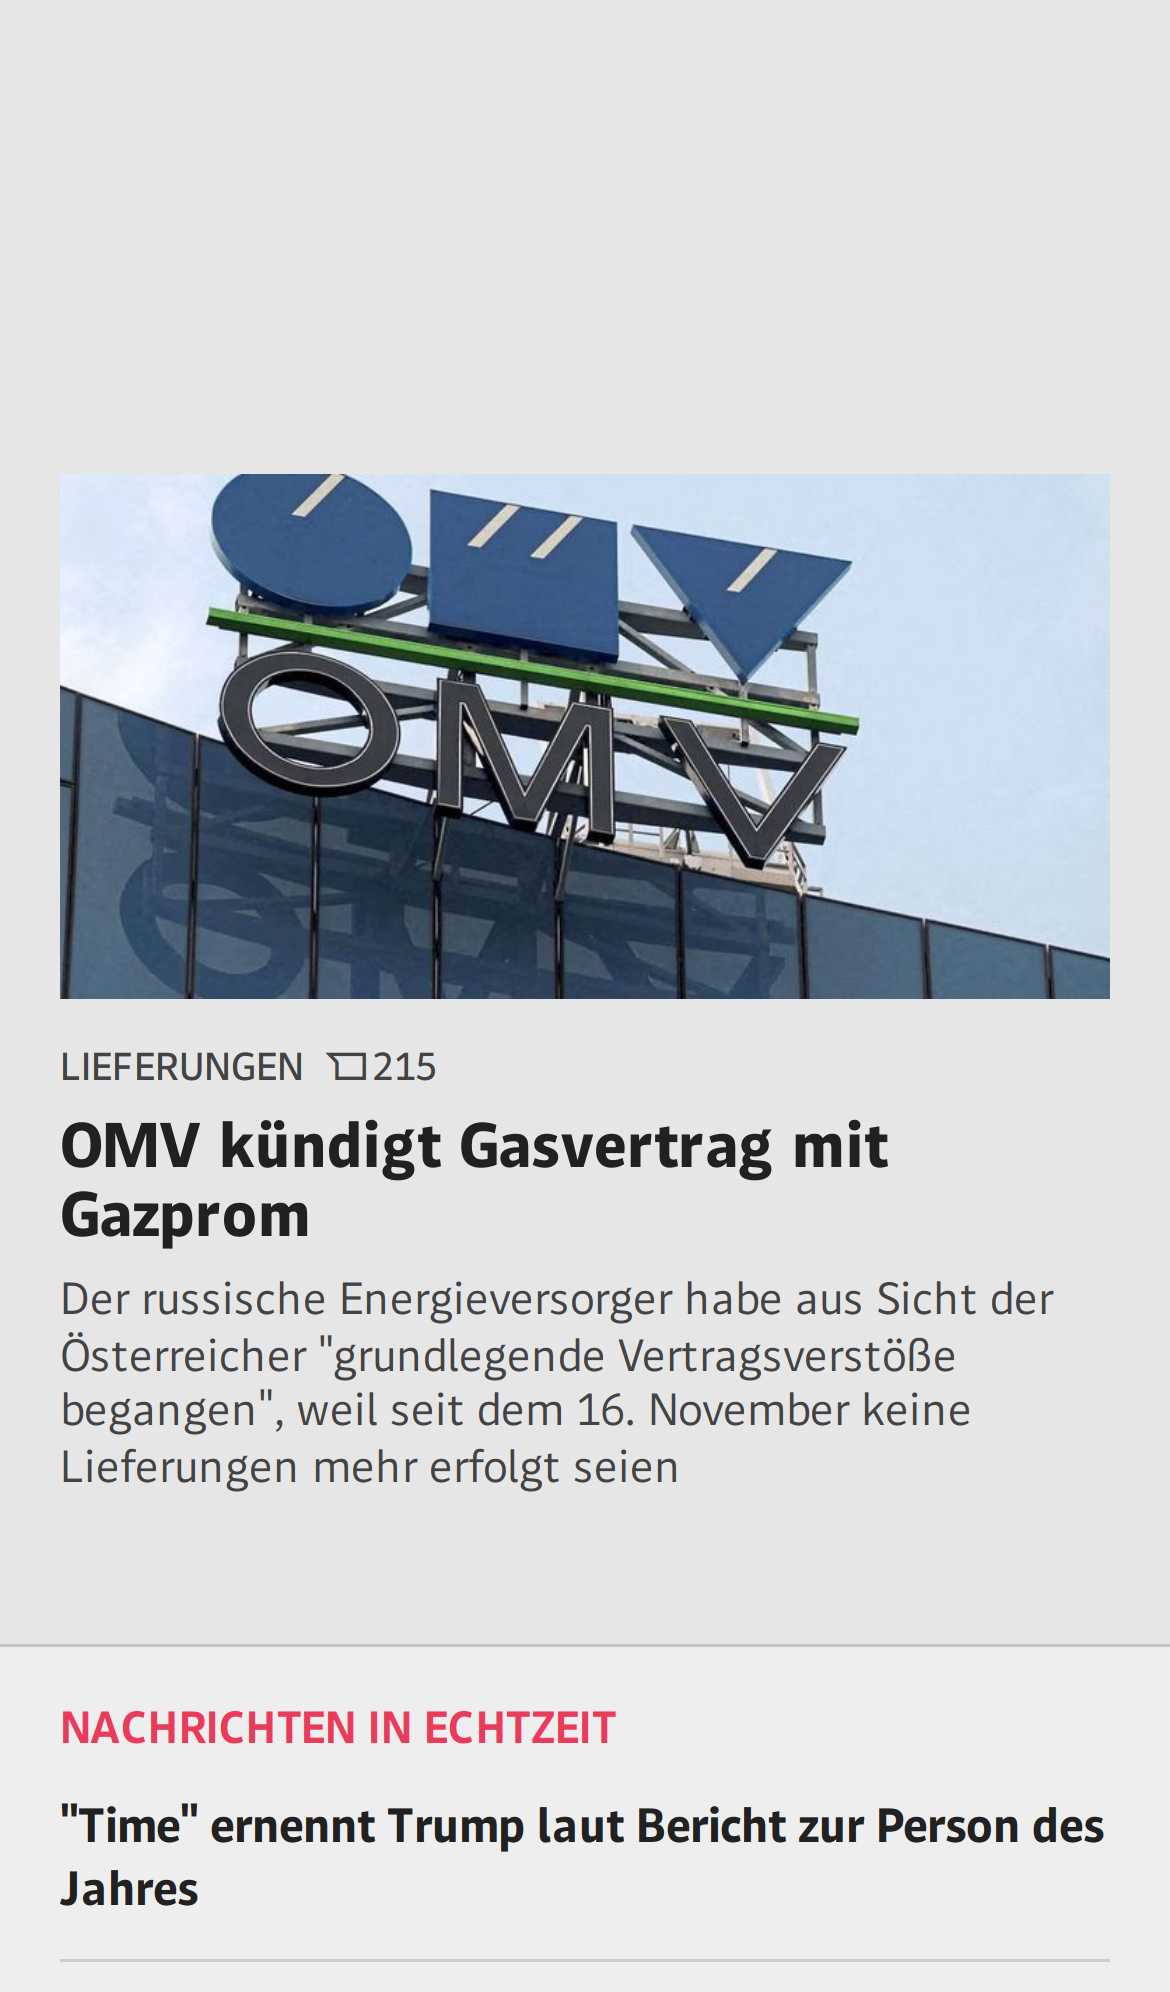 OMV
LIEFERUNGEN 215
OMV kündigt Gasvertrag mit
Gazprom
Der russische Energieversorger habe aus Sicht der
Österreicher "grundlegende Vertragsverstöße
begangen", weil seit dem 16. November keine
Lieferungen mehr erfolgt seien
NACHRICHTEN IN ECHTZEIT
"Time" ernennt Trump laut Bericht zur Person des
Jahres